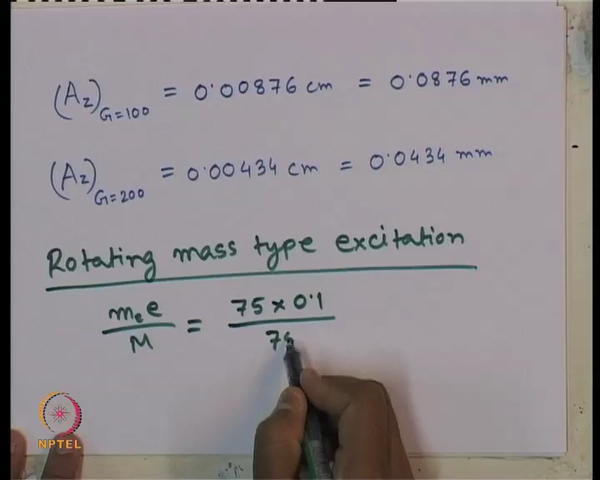 (Az)G=100 = 0.00876 cm = 0.0876 mm
(Az)G=200 = 0.00434 cm = 0.0434 mm
Rotating mass type excitation
mee/M = 75 × 0.1/
NPTEL